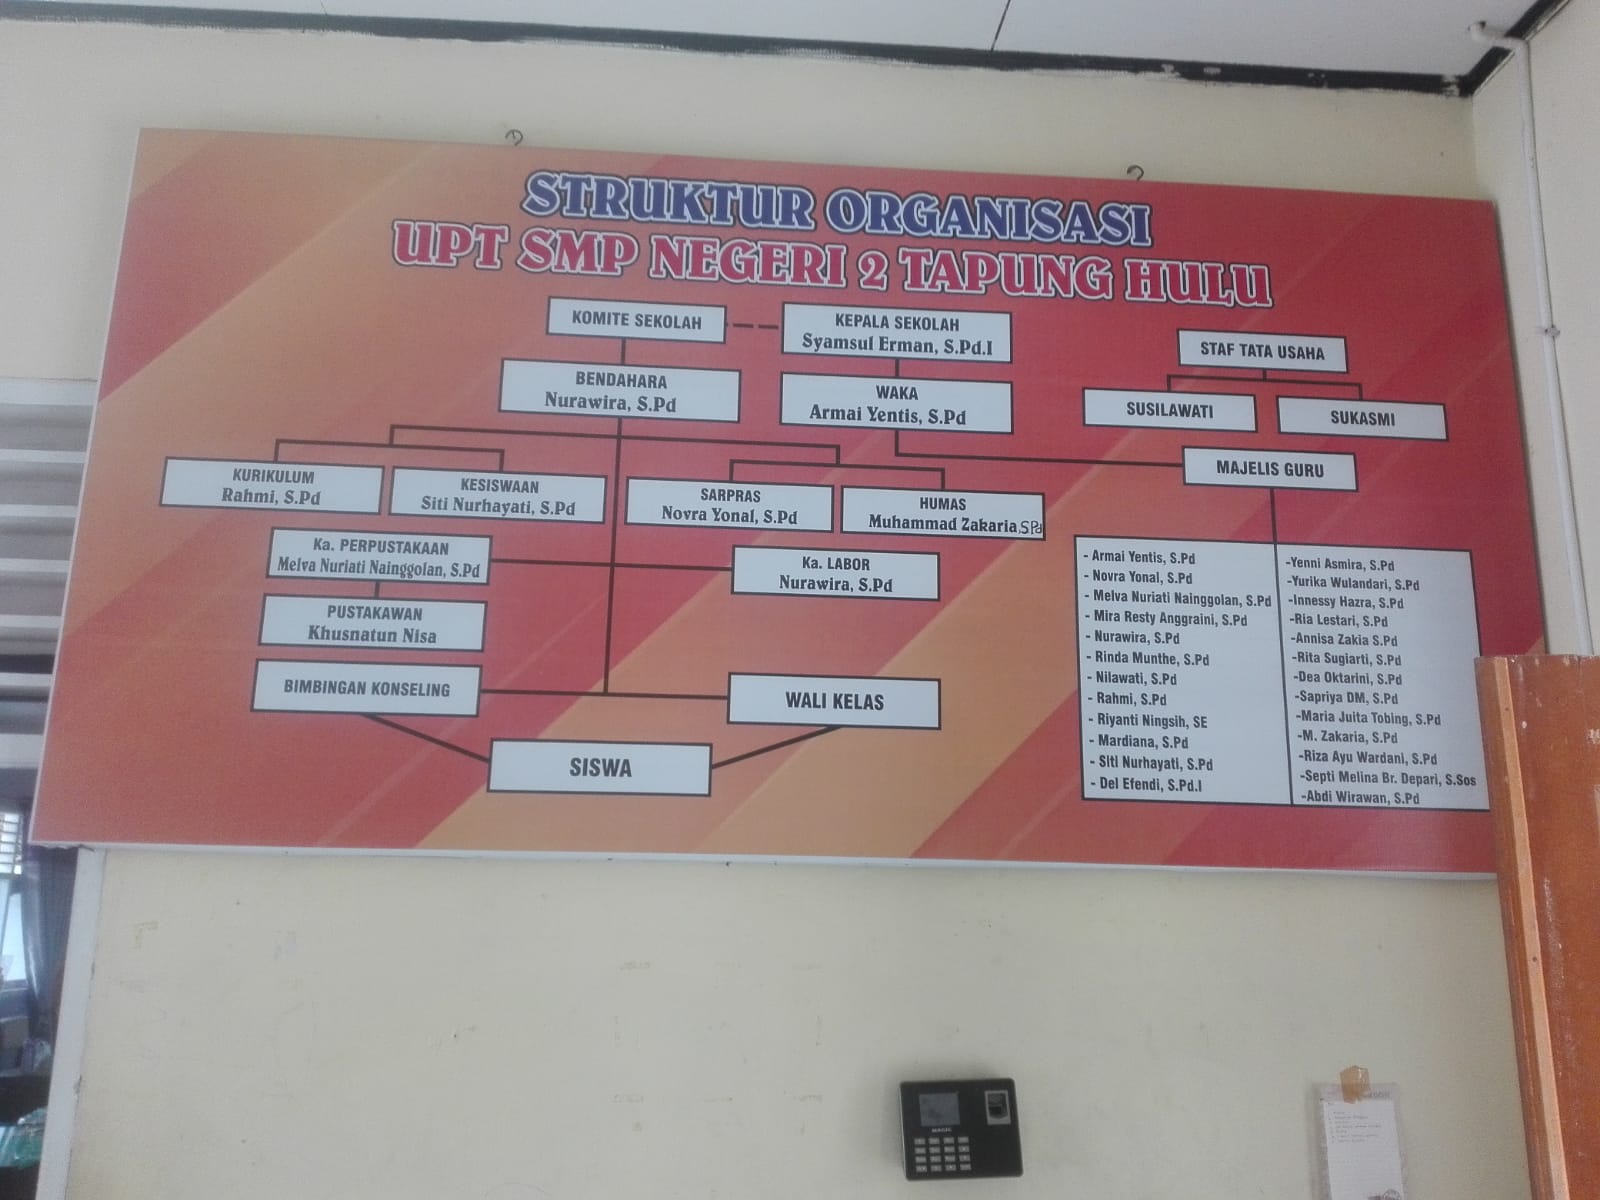 STRUKTUR ORGANISASI
UPT SMP NEGERI 2 TAPUNG HULU
KOMITE SEKOLAH
KEPALA SEKOLAH
Syamsul Erman, S.Pd.I
STAF TATA USAHA
BENDAHARA
Nurawira, S.Pd
WAKA
Armai Yentis, S.Pd
SUSILAWATI
SUKASMI
MAJELIS GURU
KURIKULUM
Rahmi, S.Pd
KESISWAAN
Siti Nurhayati, S.Pd
SARPRAS
Novra Yonal, S.Pd
HUMAS
Muhammad Zakaria, S.Pd
Ka. PERPUSTAKAAN
Melva Nuriati Nainggolan, S.Pd
Ka. LABOR
Nurawira, S.Pd
PUSTAKAWAN
Khusnatun Nisa
BIMBINGAN KONSELING
WALI KELAS
SISWA
- Armai Yentis, S.Pd
- Novra Yonal, S.Pd
- Melva Nuriati Nainggolan, S.Pd
- Mira Resty Anggraini, S.Pd
- Nurawira, S.Pd
- Rinda Munthe, S.Pd
- Nilawati, S.Pd
- Rahmi, S.Pd
- Riyanti Ningsih, SE
- Mardiana, S.Pd
- Siti Nurhayati, S.Pd
- Del Efendi, S.Pd.I
-Yenni Asmira, S.Pd
-Yurika Wulandari, S.Pd
-Innessy Hazra, S.Pd
-Ria Lestari, S.Pd
-Annisa Zakia S.Pd
-Rita Sugiarti, S.Pd
-Dea Oktarini, S.Pd
-Sapriya DM, S.Pd
-Maria Juita Tobing, S.Pd
-M. Zakaria, S.Pd
-Riza Ayu Wardani, S.Pd
-Septi Melina Br. Depari, S.Sos
-Abdi Wirawan, S.Pd
MAGIC